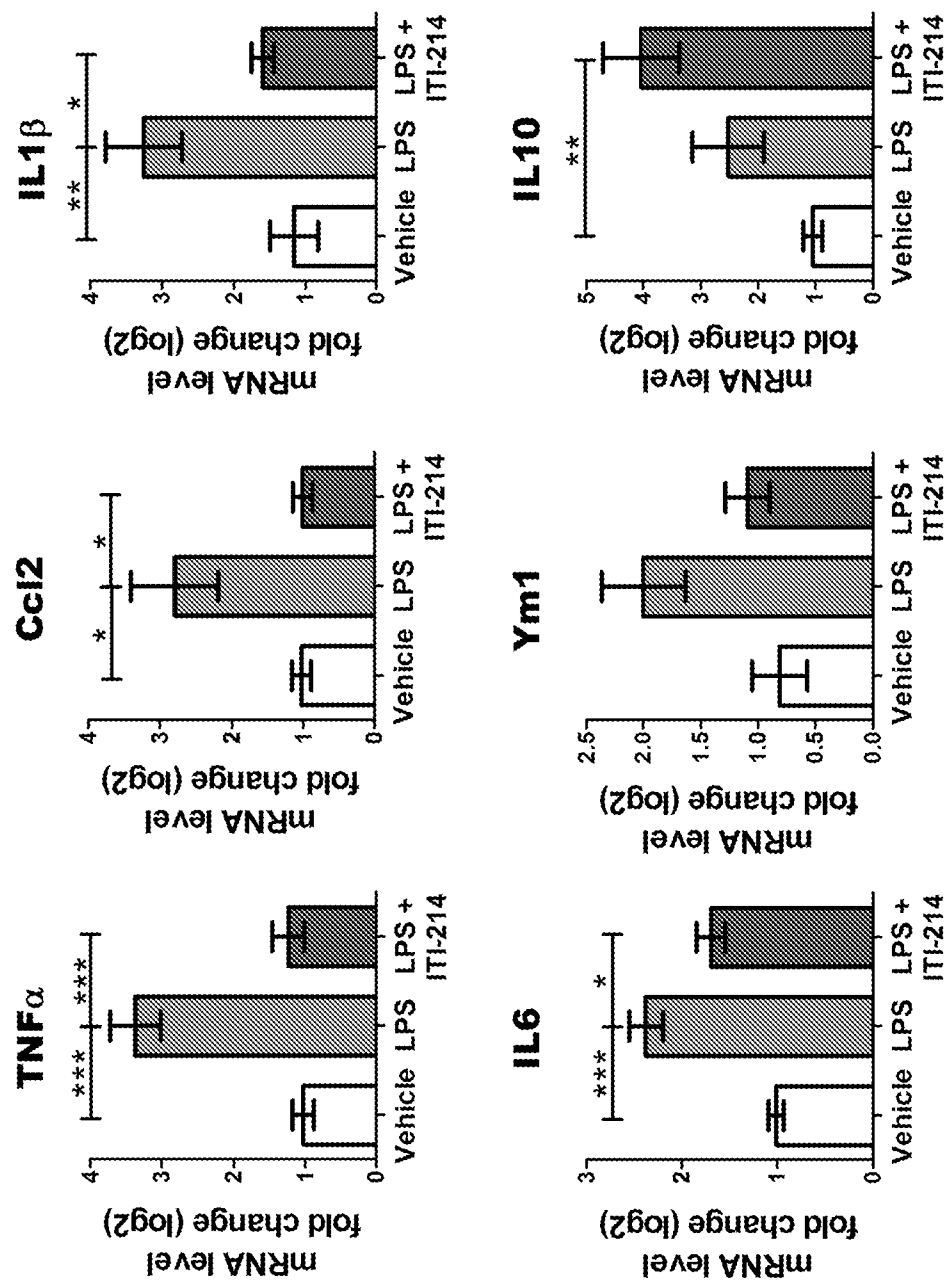 TNFα
mRNA level
fold change (log2)
4
3
2
1
0
***
***
Vehicle
LPS
LPS +
ITI-214
Ccl2
mRNA level
fold change (log2)
4
3
2
1
0
*
*
Vehicle
LPS
LPS +
ITI-214
IL1β
mRNA level
fold change (log2)
4
3
2
1
0
**
*
Vehicle
LPS
LPS +
ITI-214
IL6
mRNA level
fold change (log2)
3
2
1
0
***
*
Vehicle
LPS
LPS +
ITI-214
Ym1
mRNA level
fold change (log2)
2.5
2.0
1.5
1.0
0.5
0.0
Vehicle
LPS
LPS +
ITI-214
IL10
mRNA level
fold change (log2)
5
4
3
2
1
0
**
Vehicle
LPS
LPS +
ITI-214